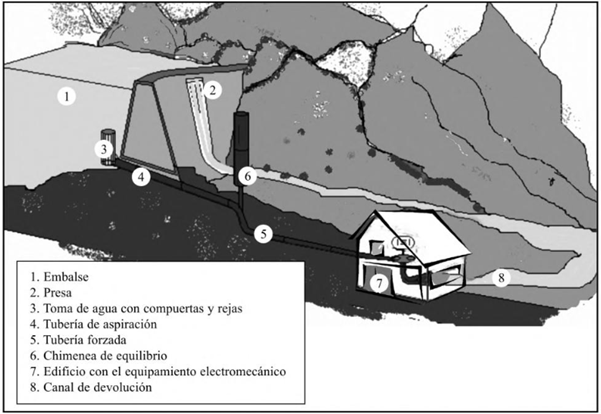 1
2
3
4
5
6
7
8
1. Embalse
2. Presa
3. Toma de agua con compuertas y rejas
4. Tubería de aspiración
5. Tubería forzada
6. Chimenea de equilibrio
7. Edificio con el equipamiento electromecánico
8. Canal de devolución